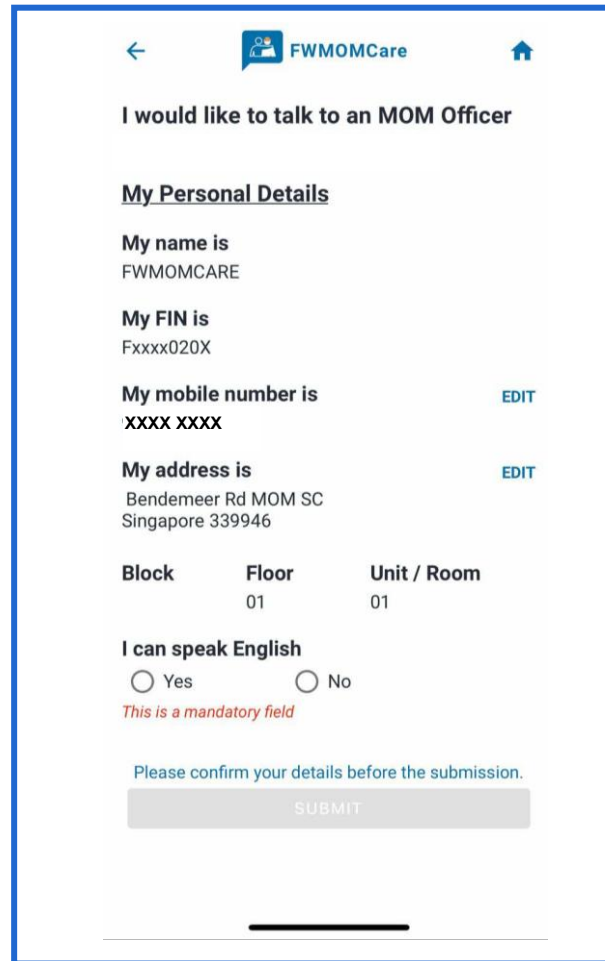 FWMOMCare
I would like to talk to an MOM Officer
My Personal Details
My name is
FWMOMCARE
My FIN is
Fxxxx020X
My mobile number is EDIT
XXXX XXXX
My address is EDIT
Bendemeer Rd MOM SC
Singapore 339946
Block Floor Unit / Room
01 01
I can speak English
Yes No
This is a mandatory field
Please confirm your details before the submission.
SUBMIT